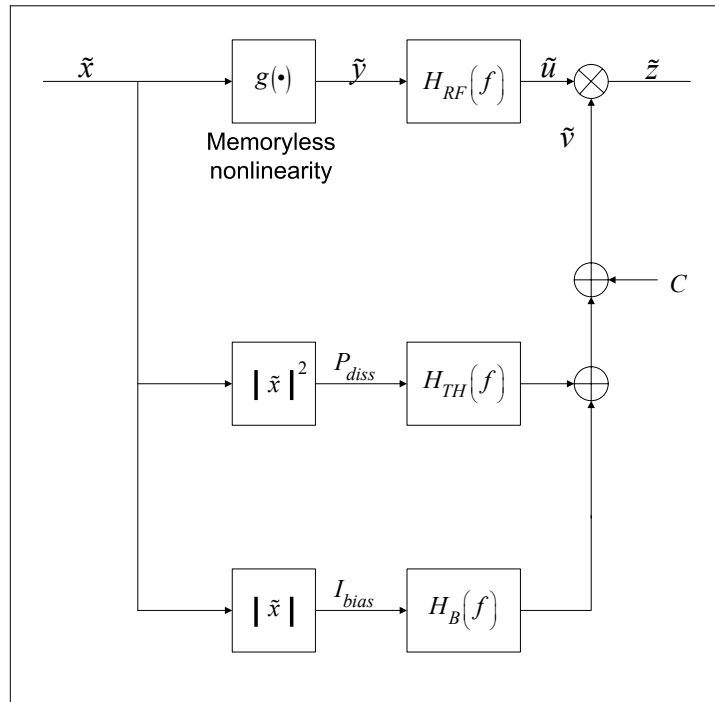 x̃ g(•) ỹ H_RF(f) ũ z̃
Memoryless
nonlinearity
ṽ
C
|x̃|² P_diss H_TH(f)
|x̃| I_bias H_B(f)